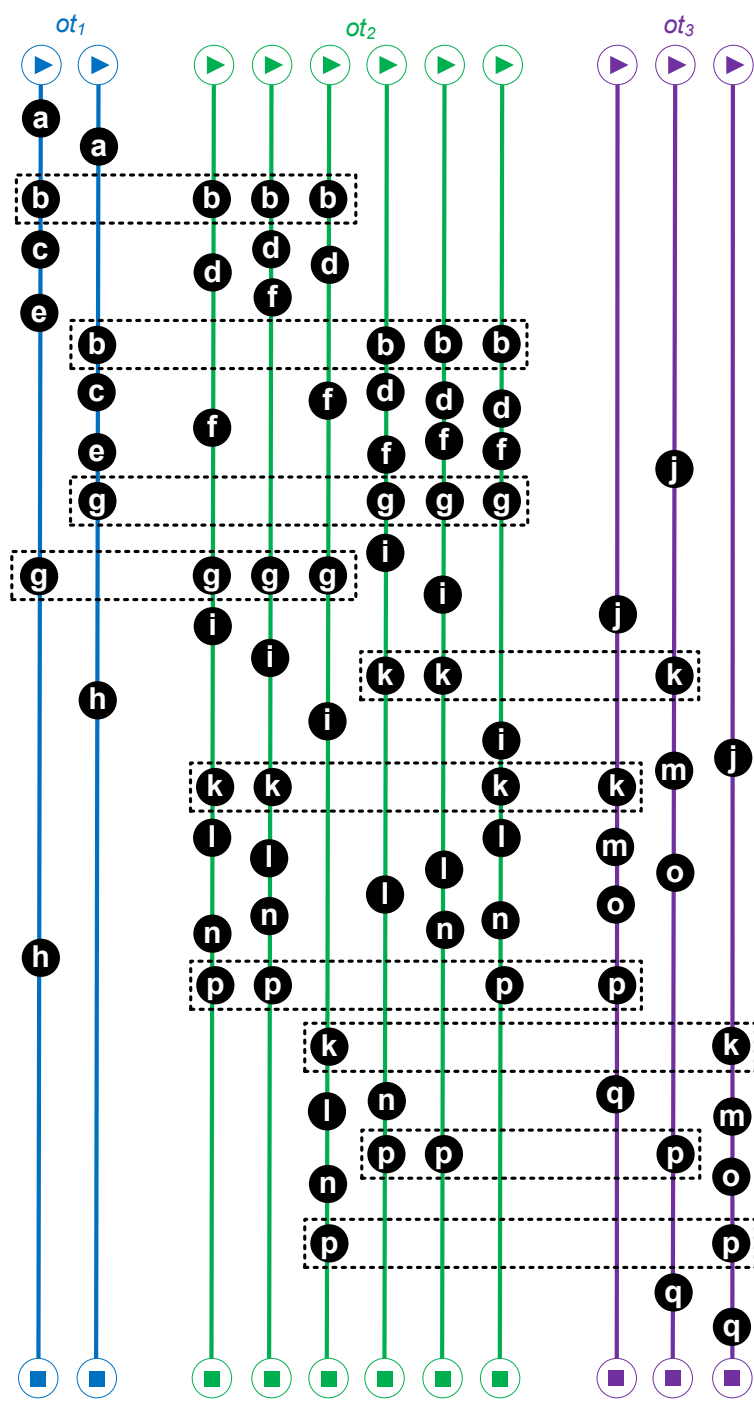 ot1 ot2 ot3
a
a
b b b b
c d d d
e f
b b b b
c d d d
f f
e f f f j
g g g g
i
g g g g
i i j
i
k k k
h i
i j
m
k k k k
l l m
l l o
l n n n o
n
h
p p p p
k k
n q
l m
p p p
n o
p p
q
q